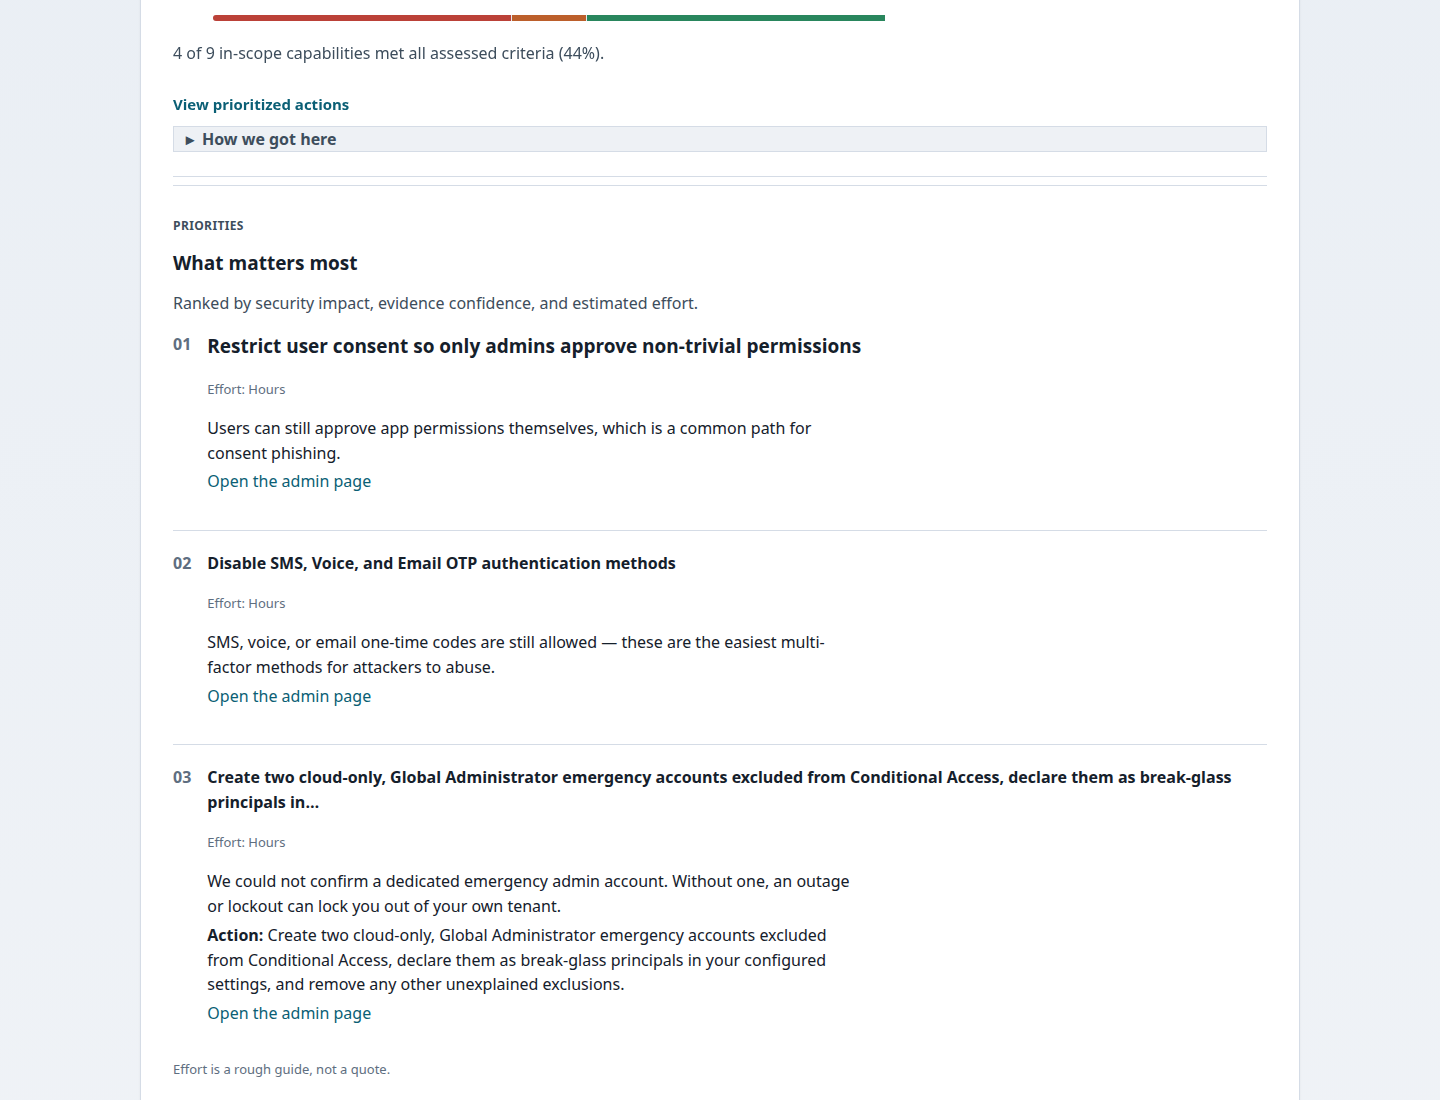 4 of 9 in-scope capabilities met all assessed criteria (44%).
View prioritized actions
► How we got here
PRIORITIES
What matters most
Ranked by security impact, evidence confidence, and estimated effort.
01 Restrict user consent so only admins approve non-trivial permissions
Effort: Hours
Users can still approve app permissions themselves, which is a common path for
consent phishing.
Open the admin page
02 Disable SMS, Voice, and Email OTP authentication methods
Effort: Hours
SMS, voice, or email one-time codes are still allowed — these are the easiest multi-
factor methods for attackers to abuse.
Open the admin page
03 Create two cloud-only, Global Administrator emergency accounts excluded from Conditional Access, declare them as break-glass
principals in...
Effort: Hours
We could not confirm a dedicated emergency admin account. Without one, an outage
or lockout can lock you out of your own tenant.
Action: Create two cloud-only, Global Administrator emergency accounts excluded
from Conditional Access, declare them as break-glass principals in your configured
settings, and remove any other unexplained exclusions.
Open the admin page
Effort is a rough guide, not a quote.